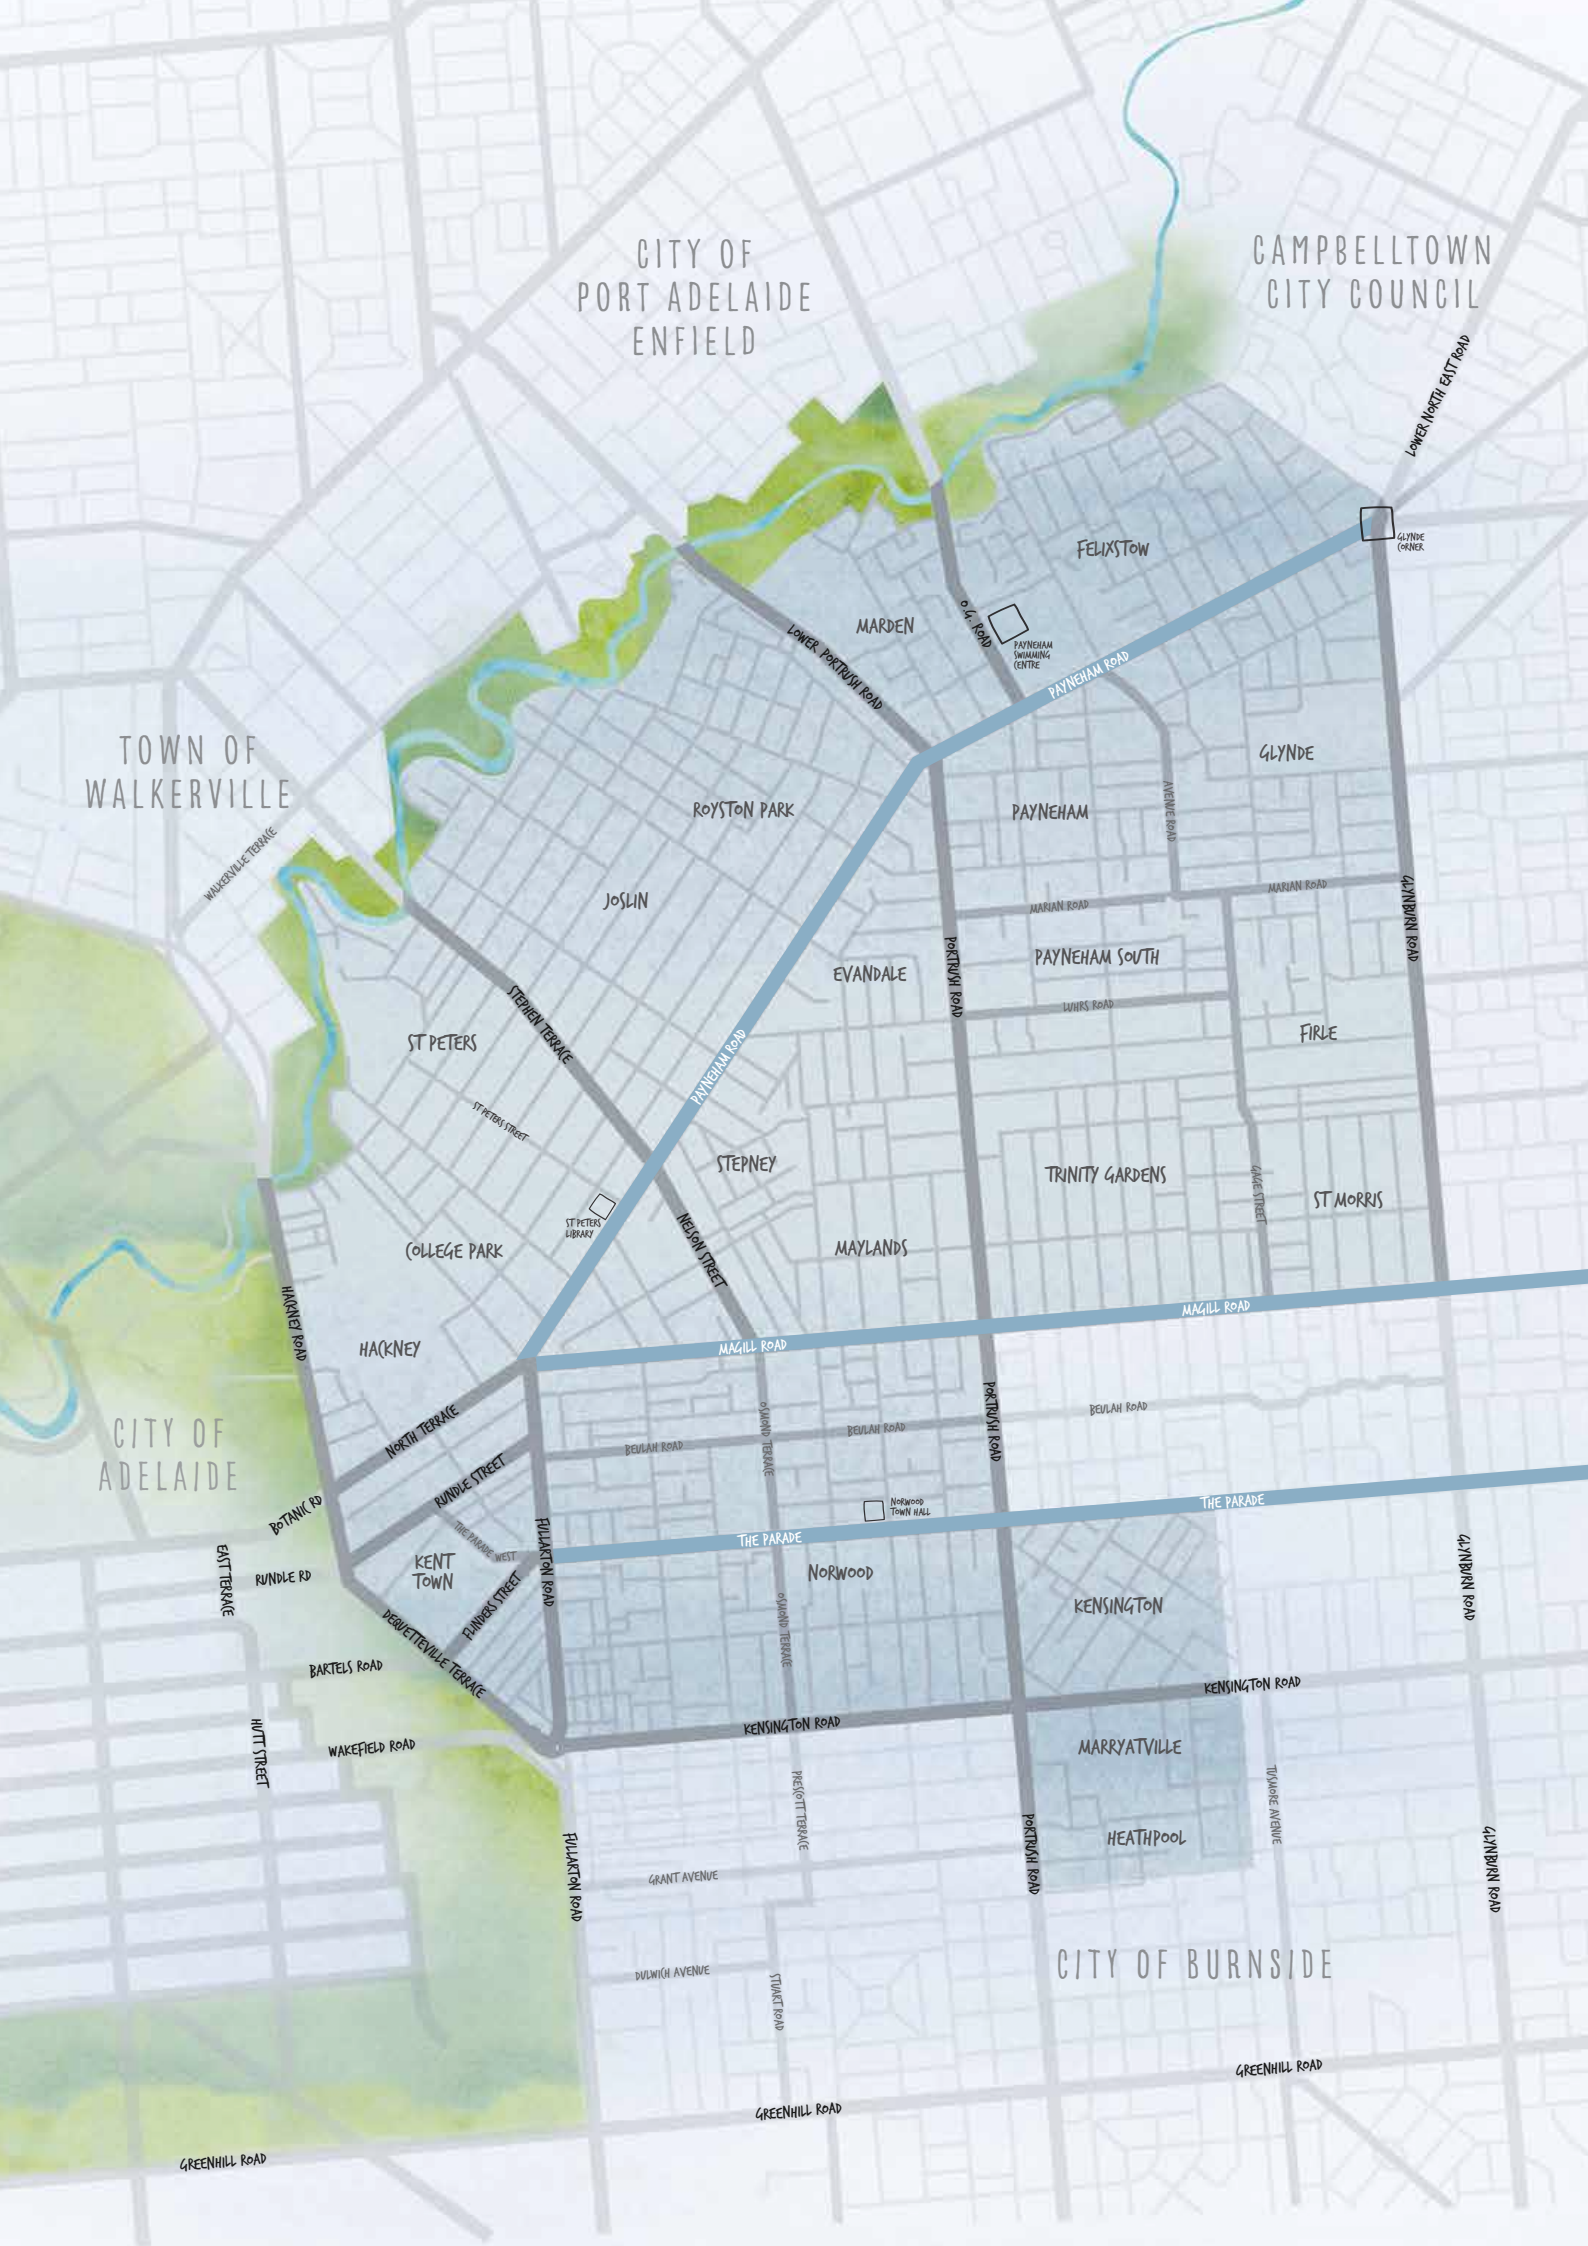 CITY OF
PORT ADELAIDE
ENFIELD
CAMPBELLTOWN
CITY COUNCIL
LOWER NORTH EAST ROAD
GLYNDE
CORNER
FELIXSTOW
MARDEN
O.G. ROAD
PAYNEHAM
SWIMMING
CENTRE
LOWER PORTRUSH ROAD
PAYNEHAM ROAD
TOWN OF
WALKERVILLE
GLYNDE
ROYSTON PARK
PAYNEHAM
AVENUE ROAD
WALKERVILLE TERRACE
JOSLIN
MARIAN ROAD
MARIAN ROAD
GLYNBURN ROAD
PORTRUSH ROAD
PAYNEHAM SOUTH
EVANDALE
LUHRS ROAD
STEPHEN TERRACE
ST PETERS
FIRLE
PAYNEHAM ROAD
ST PETERS STREET
STEPNEY
TRINITY GARDENS
GAGE STREET
ST MORRIS
ST PETERS
LIBRARY
NELSON STREET
COLLEGE PARK
MAYLANDS
HACKNEY ROAD
MAGILL ROAD
HACKNEY
MAGILL ROAD
PORTRUSH ROAD
BEULAH ROAD
CITY OF
ADELAIDE
NORTH TERRACE
OSMOND TERRACE
BEULAH ROAD
BEULAH ROAD
RUNDLE STREET
BOTANIC RD
NORWOOD
TOWN HALL
THE PARADE
THE PARADE WEST
FULLARTON ROAD
THE PARADE
EAST TERRACE
RUNDLE RD
KENT
TOWN
FLINDERS STREET
NORWOOD
KENSINGTON
GLYNBURN ROAD
OSMOND TERRACE
DEQUETTEVILLE TERRACE
BARTELS ROAD
KENSINGTON ROAD
KENSINGTON ROAD
HUTT STREET
WAKEFIELD ROAD
MARRYATVILLE
PRESCOTT TERRACE
TUSMORE AVENUE
HEATHPOOL
FULLARTON ROAD
PORTRUSH ROAD
GLYNBURN ROAD
GRANT AVENUE
CITY OF BURNSIDE
DULWICH AVENUE
STUART ROAD
GREENHILL ROAD
GREENHILL ROAD
GREENHILL ROAD